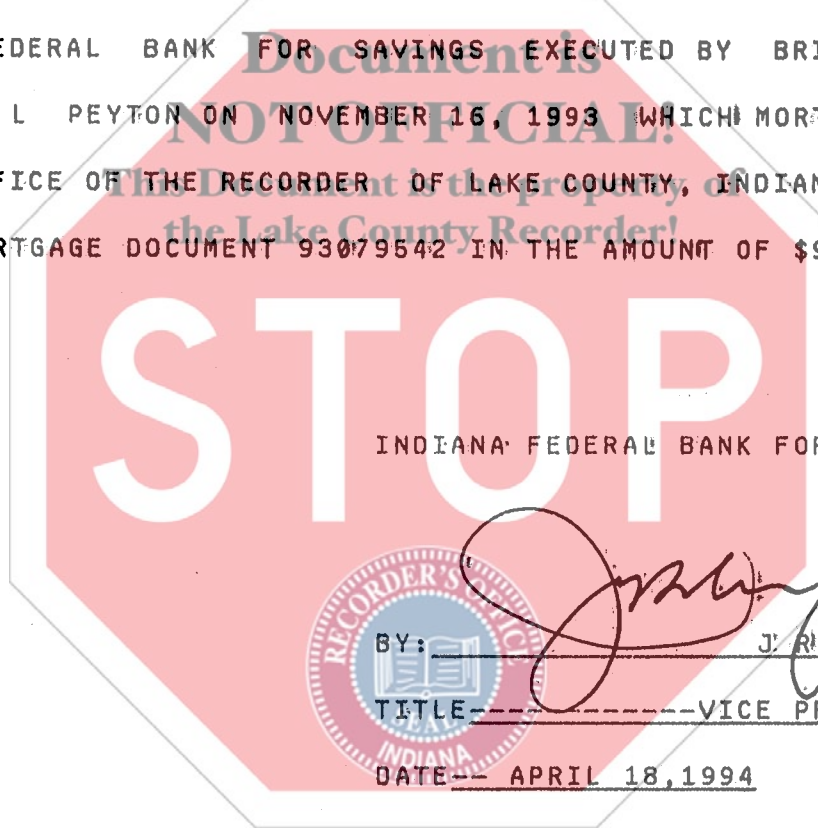 EDERAL BANK FOR SAVINGS EXECUTED BY BRI
Document is
L PEYTON ON NOVEMBER 16, 1993 WHICH MORT
NOT OFFICIAL!
FICE OF THE RECORDER OF LAKE COUNTY, INDIAN
This Document is the property of
RTGAGE DOCUMENT 93079542 IN THE AMOUNT OF $9
the Lake County Recorder!
STOP
INDIANA FEDERAL BANK FOR
RECORDER'S OFFICE
SEAL
INDIANA
BY: J. R
TITLE------------VICE PR
DATE-- APRIL 18,1994